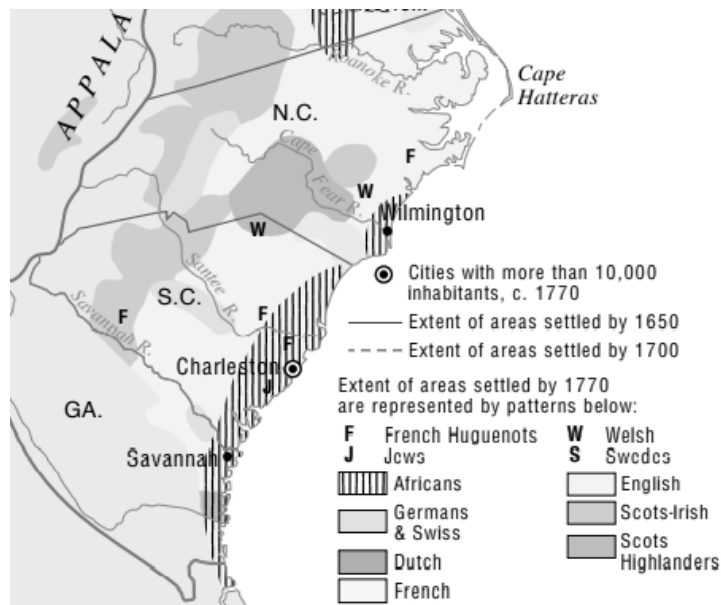 APPALA
Roanoke R.
Cape
Hatteras
N.C.
Cape
Fear R.
F
W
Wilmington
W
Santee R.
S.C.
Savannah R.
F
F
F
Charleston
J
GA.
Savannah
Cities with more than 10,000
inhabitants, c. 1770
Extent of areas settled by 1650
Extent of areas settled by 1700
Extent of areas settled by 1770
are represented by patterns below:
F French Huguenots W Welsh
J Jews S Swedes
Africans English
Germans
& Swiss
Scots-Irish
Dutch
Scots
Highlanders
French